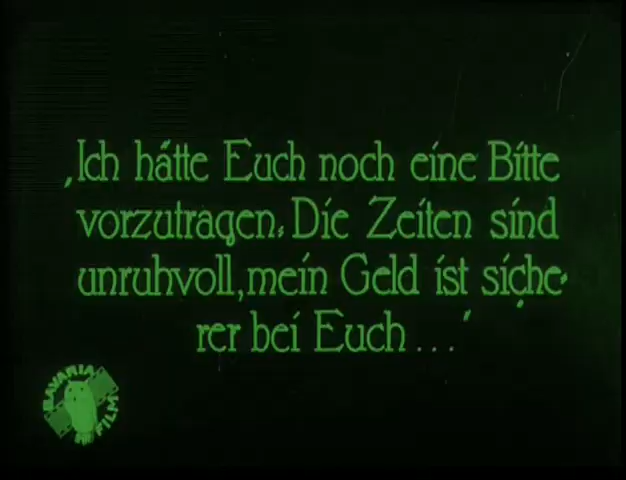 ‚Ich hätte Euch noch eine Bitte
vorzutragen. Die Zeiten sind
unruhvoll, mein Geld ist siche-
rer bei Euch ...‘
BAVARIA
FILM